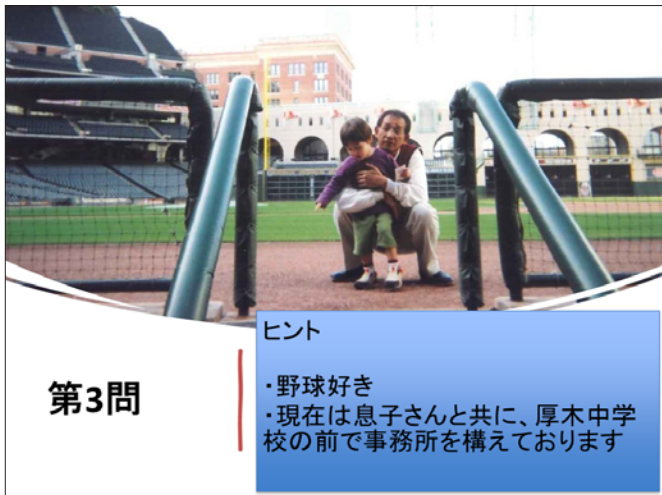 ヒント
・野球好き
・現在は息子さんと共に、厚木中学
校の前で事務所を構えております
第3問